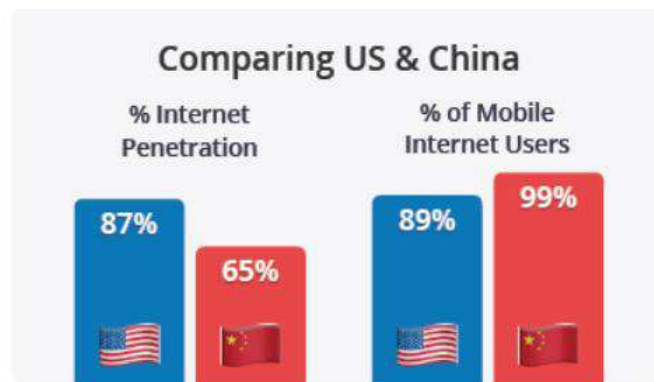 Comparing US & China
% Internet
Penetration
87%
65%
% of Mobile
Internet Users
89%
99%